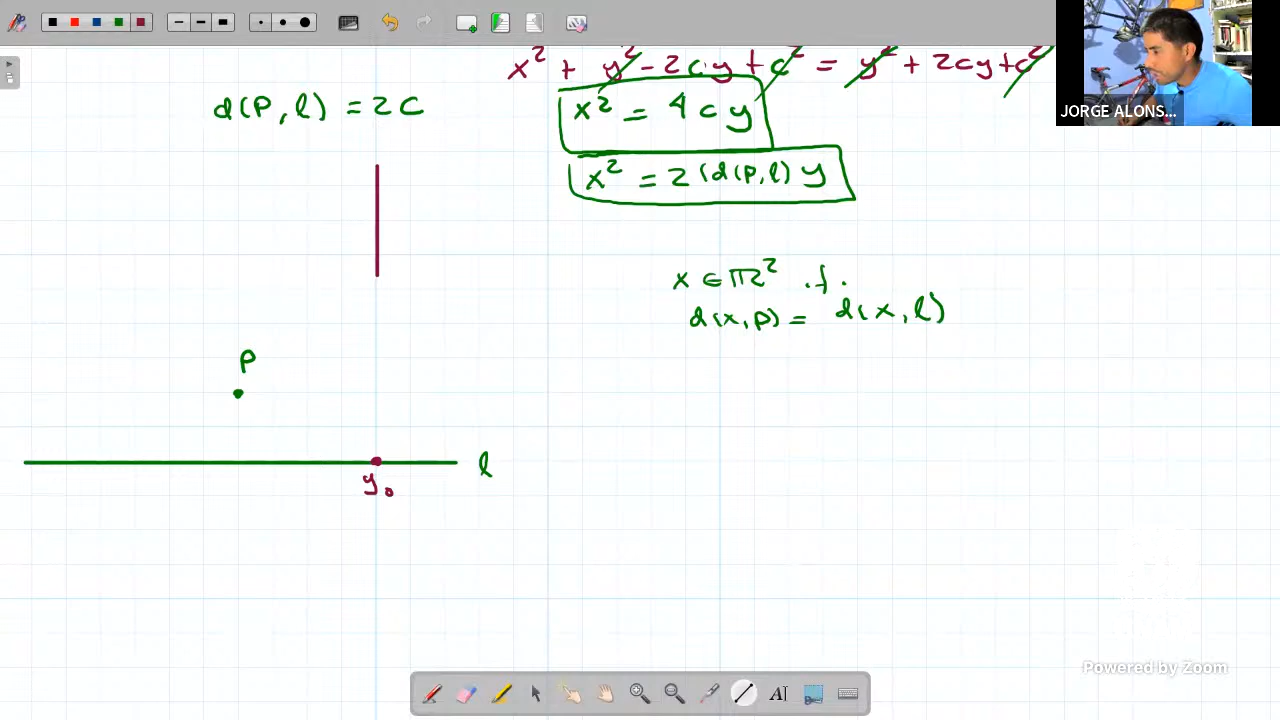 x² + y² - 2cy + c² = y² + 2cy + c²
d(P, l) = 2c
x² = 4cy
x² = 2(d(P,l)y
x ∈ ℝ² .t.
d(x,p) = d(x,l)
P
l
y₀
JORGE ALONS...
AI
Powered by Zoom